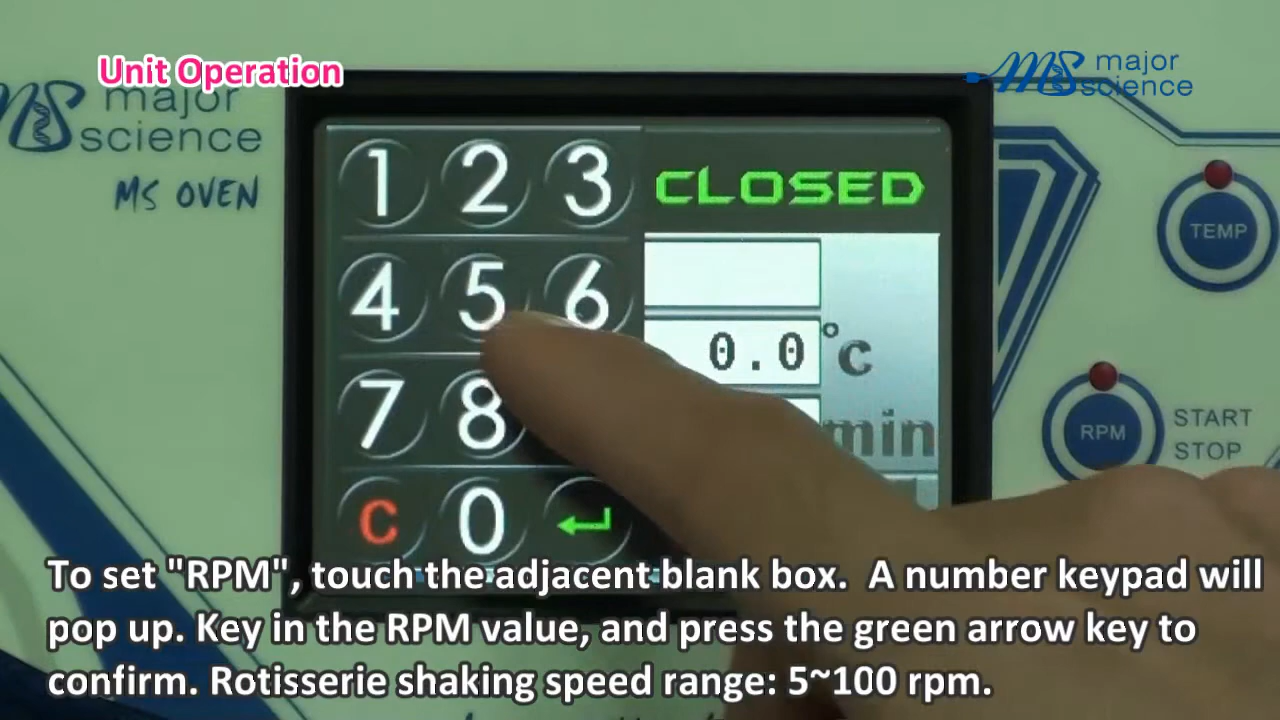 Unit Operation
major
science
major
science
MS OVEN
1 2 3
CLOSED
4 5 6
0.0 °C
7 8
min
C 0
TEMP
RPM
START
STOP
To set "RPM", touch the adjacent blank box. A number keypad will
pop up. Key in the RPM value, and press the green arrow key to
confirm. Rotisserie shaking speed range: 5~100 rpm.